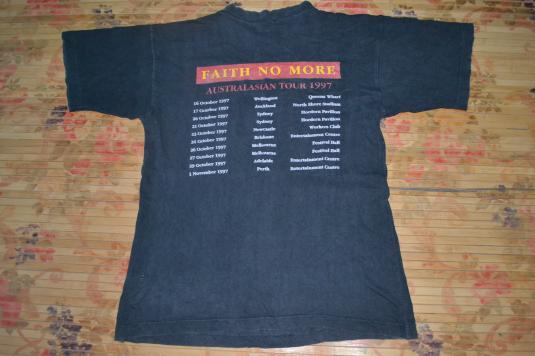 FAITH NO MORE
AUSTRALASIAN TOUR 1997
16 October 1997 Wellington Queens Wharf
17 October 1997 Auckland North Shore Stadium
20 October 1997 Sydney Hordern Pavilion
21 October 1997 Sydney Hordern Pavilion
23 October 1997 Newcastle Workers Club
24 October 1997 Brisbane Entertainment Centre
26 October 1997 Melbourne Festival Hall
27 October 1997 Melbourne Festival Hall
29 October 1997 Adelaide Entertainment Centre
1 November 1997 Perth Entertainment Centre